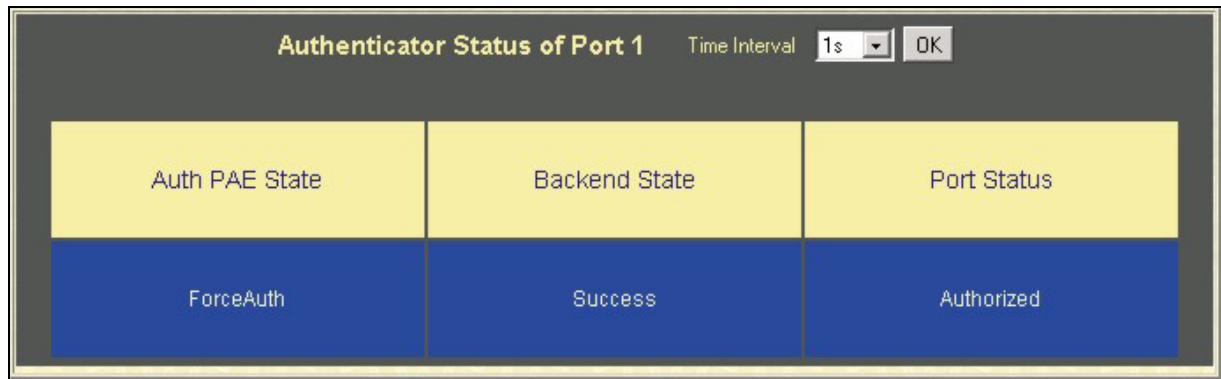 Authenticator Status of Port 1 Time Interval 1s OK
Auth PAE State Backend State Port Status
ForceAuth Success Authorized